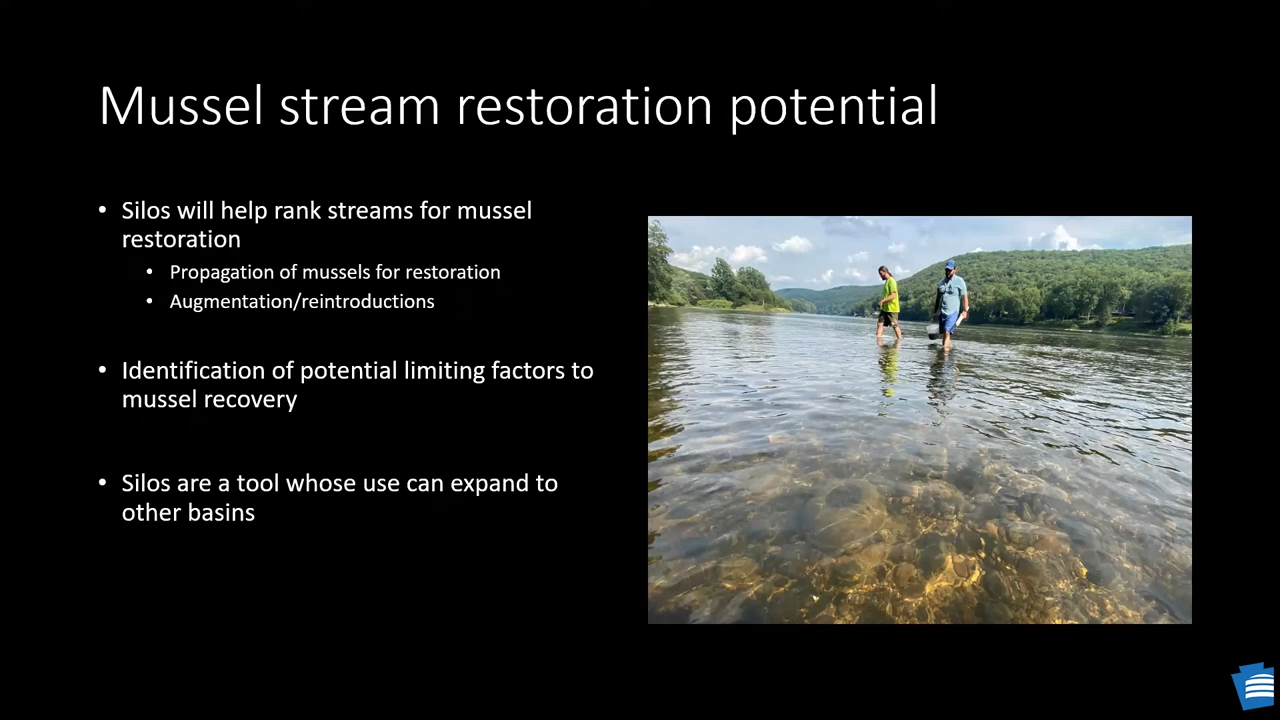 Mussel stream restoration potential
• Silos will help rank streams for mussel
restoration
• Propagation of mussels for restoration
• Augmentation/reintroductions
• Identification of potential limiting factors to
mussel recovery
• Silos are a tool whose use can expand to
other basins